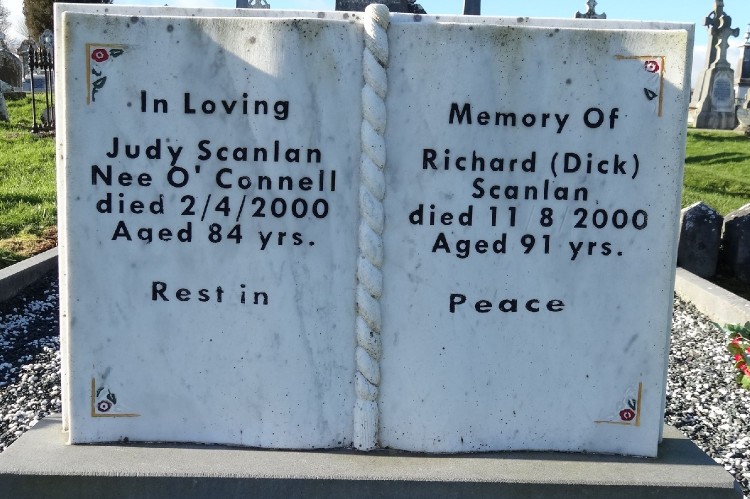 In Loving
Judy Scanlan
Nee O' Connell
died 2/4/2000
Aged 84 yrs.
Rest in
Memory Of
Richard (Dick)
Scanlan
died 11 8 2000
Aged 91 yrs.
Peace